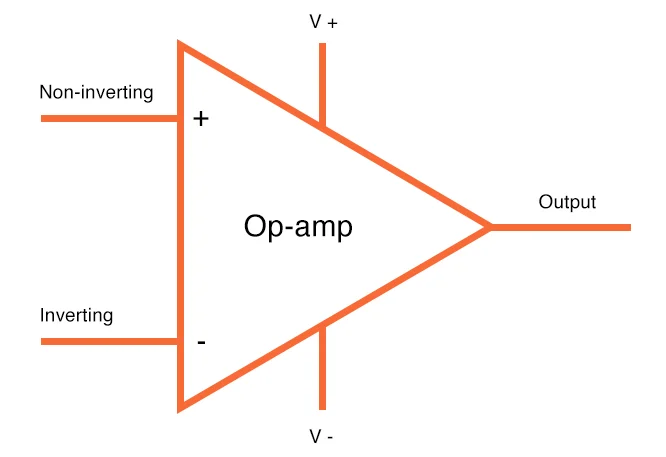 V +
Non-inverting
+
Output
Op-amp
Inverting
-
V -